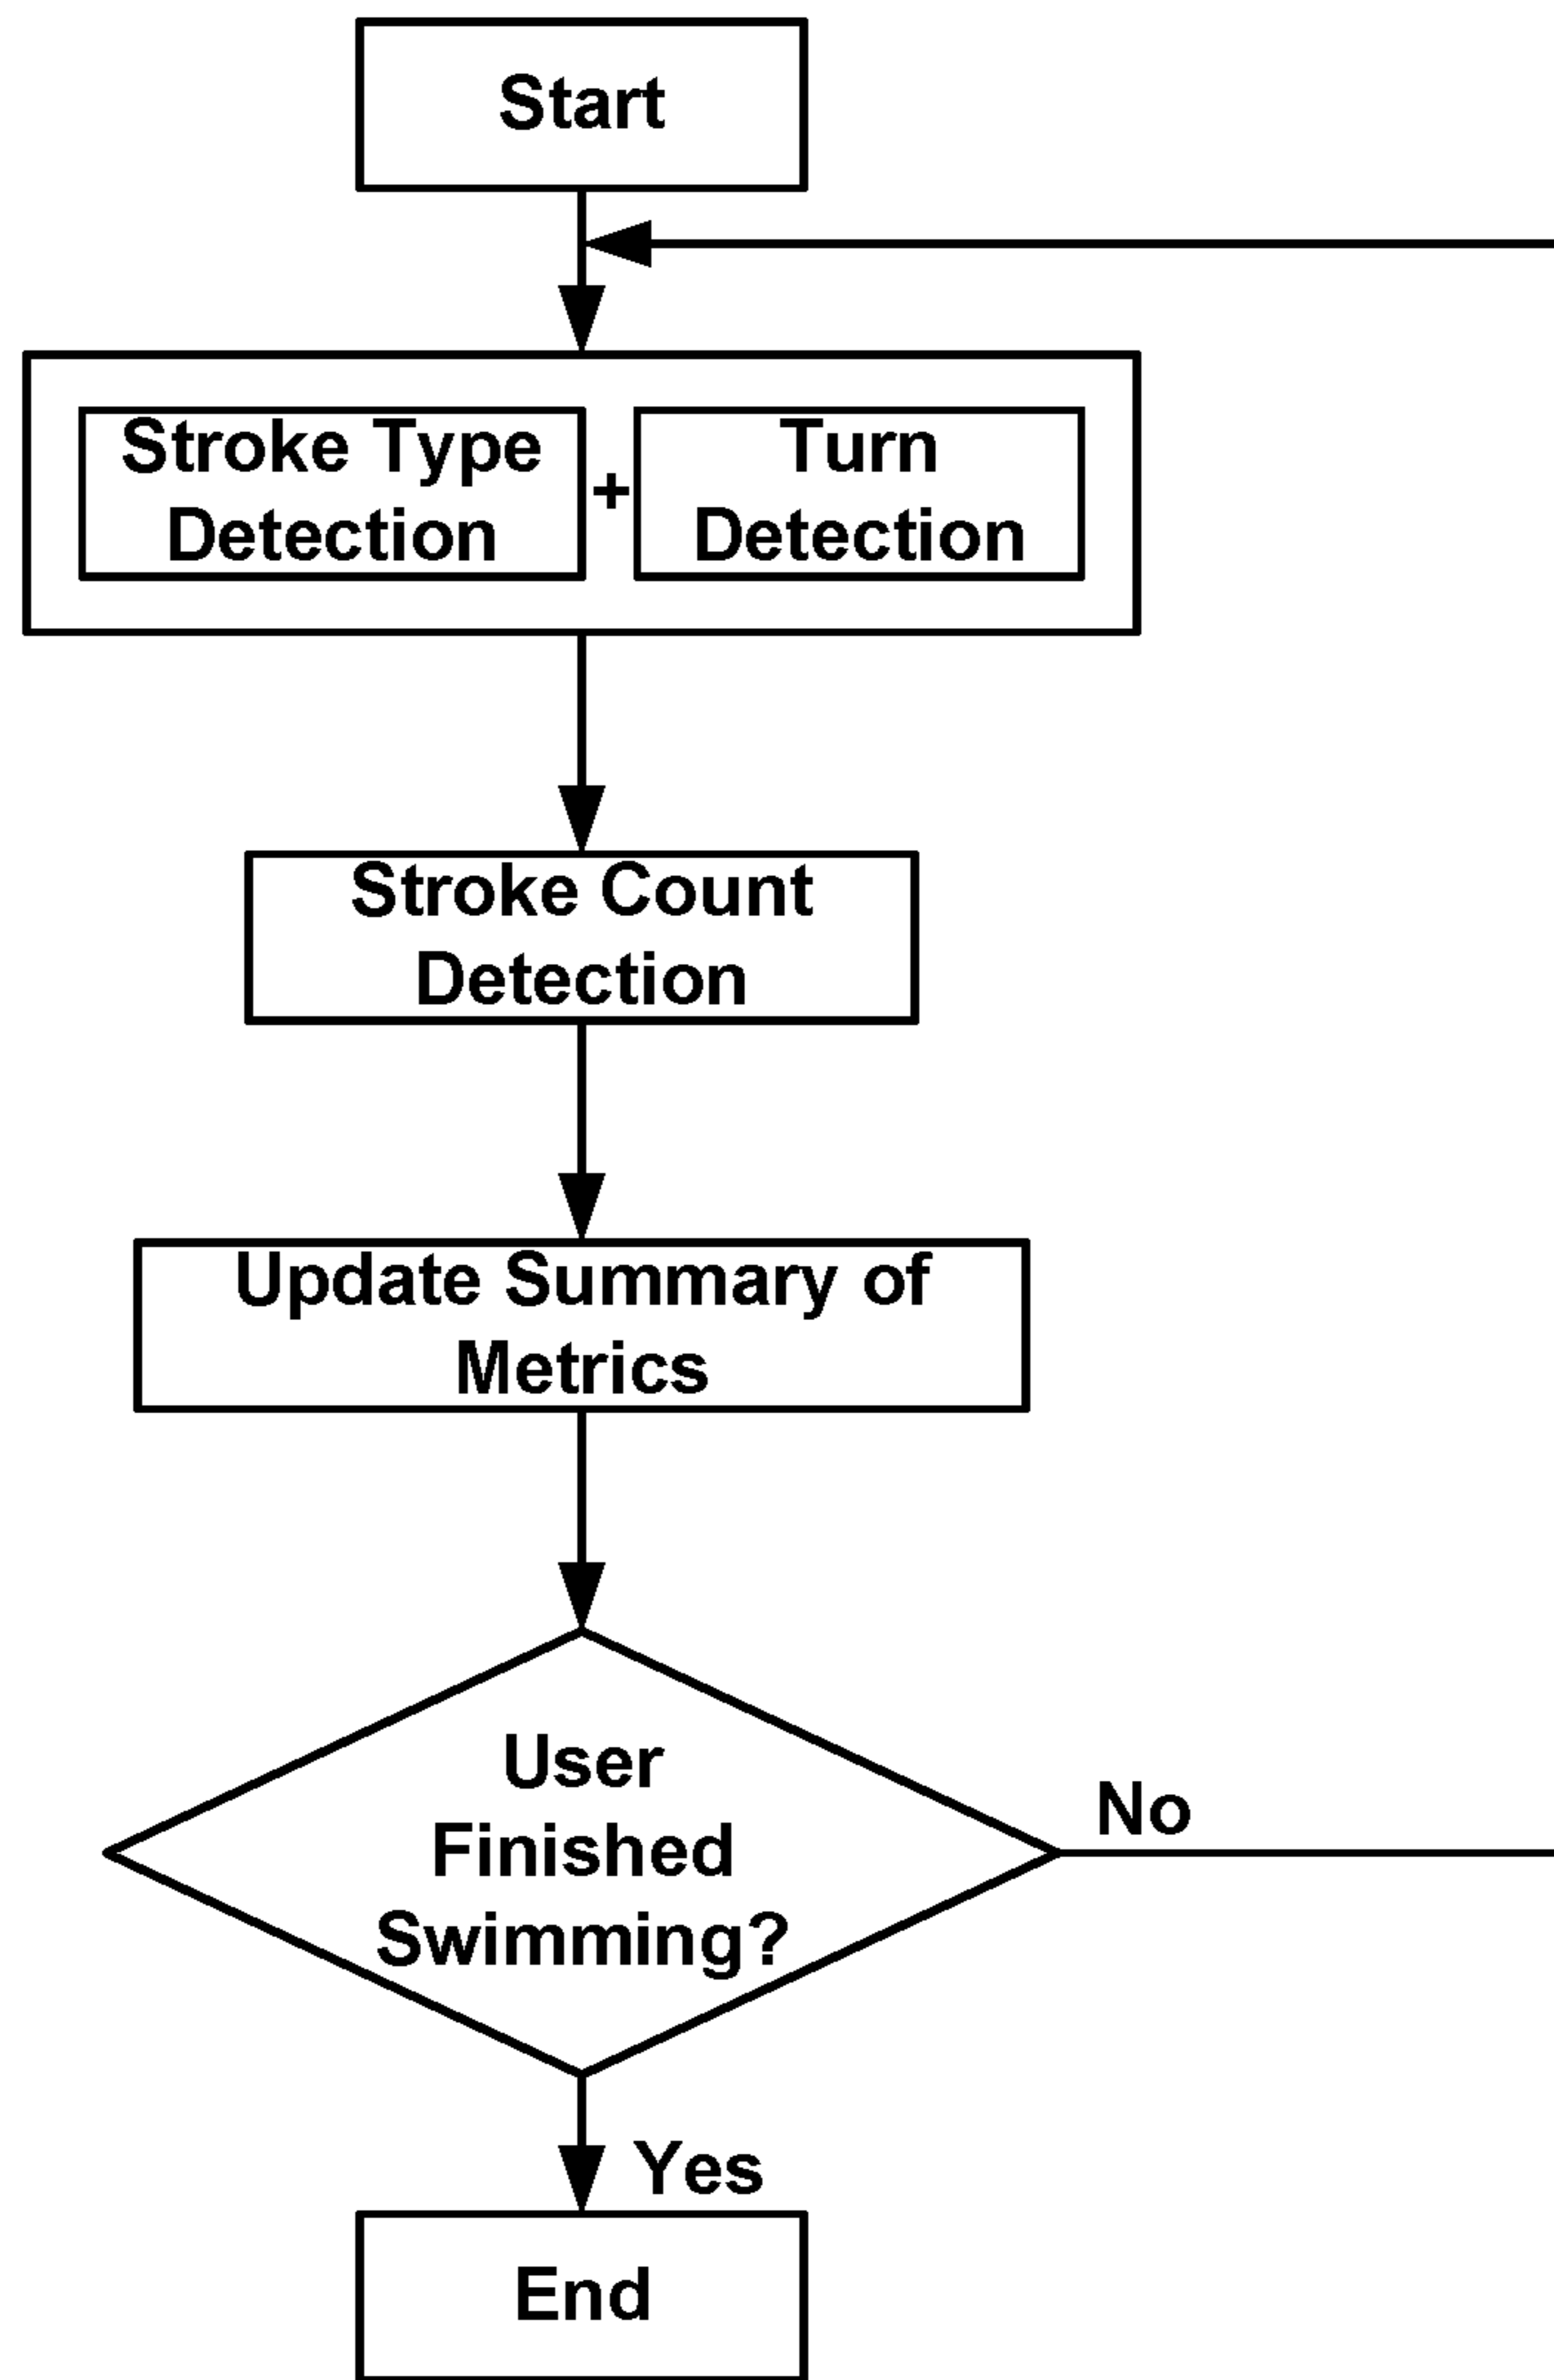 Start
Stroke Type
Detection
+
Turn
Detection
Stroke Count
Detection
Update Summary of
Metrics
User
Finished
Swimming?
No
Yes
End